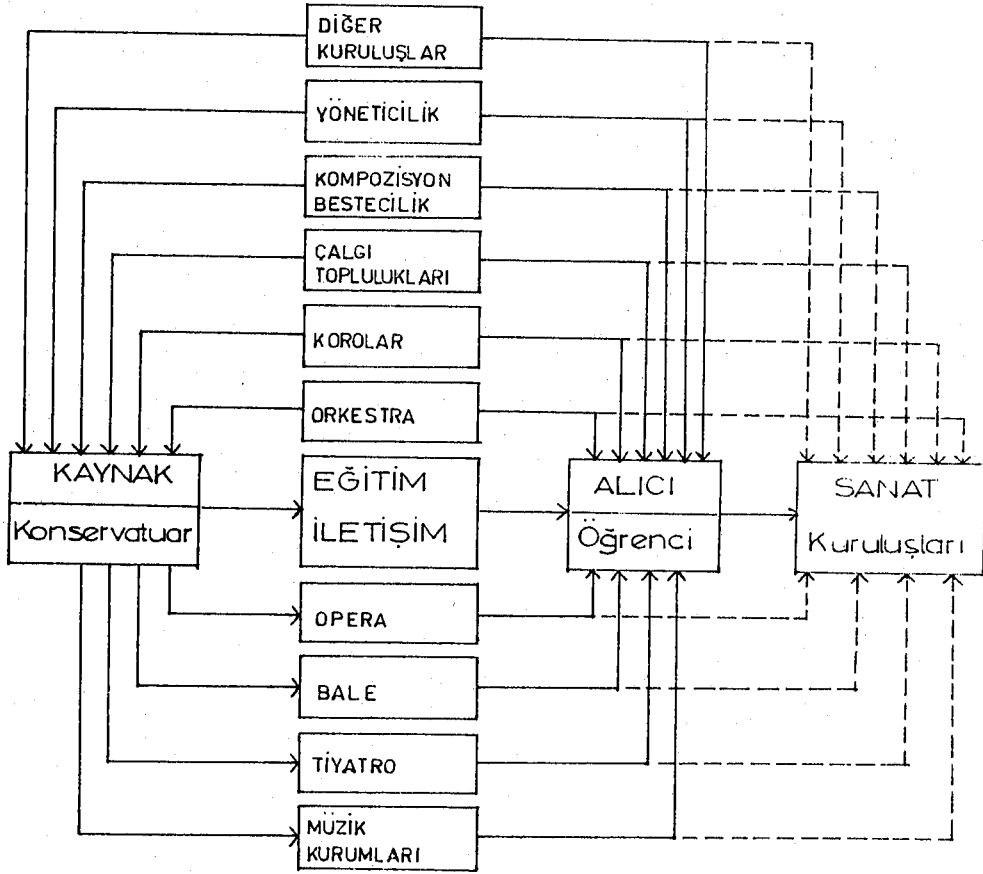 DİĞER
KURULUŞLAR
YÖNETİCİLİK
KOMPOZİSYON
BESTECİLİK
ÇALGI
TOPLULUKLARI
KOROLAR
ORKESTRA
KAYNAK
Konservatuar
EĞİTİM
İLETİŞİM
ALICI
Öğrenci
SANAT
Kuruluşları
OPERA
BALE
TİYATRO
MÜZİK
KURUMLARI